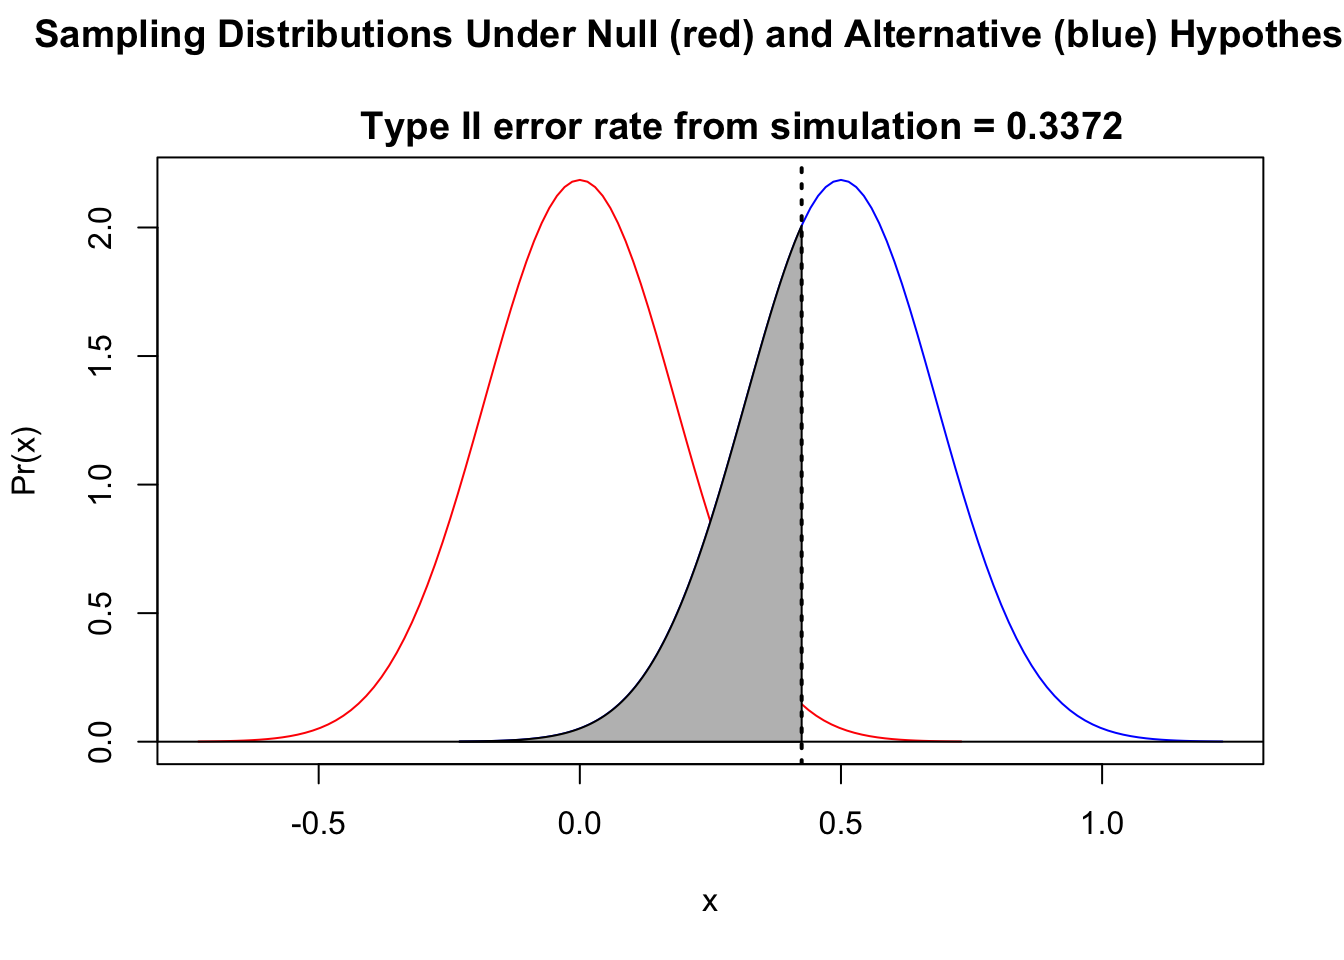 Sampling Distributions Under Null (red) and Alternative (blue) Hypothes
Type II error rate from simulation = 0.3372
2.0
1.5
1.0
0.5
0.0
Pr(x)
-0.5 0.0 0.5 1.0
x